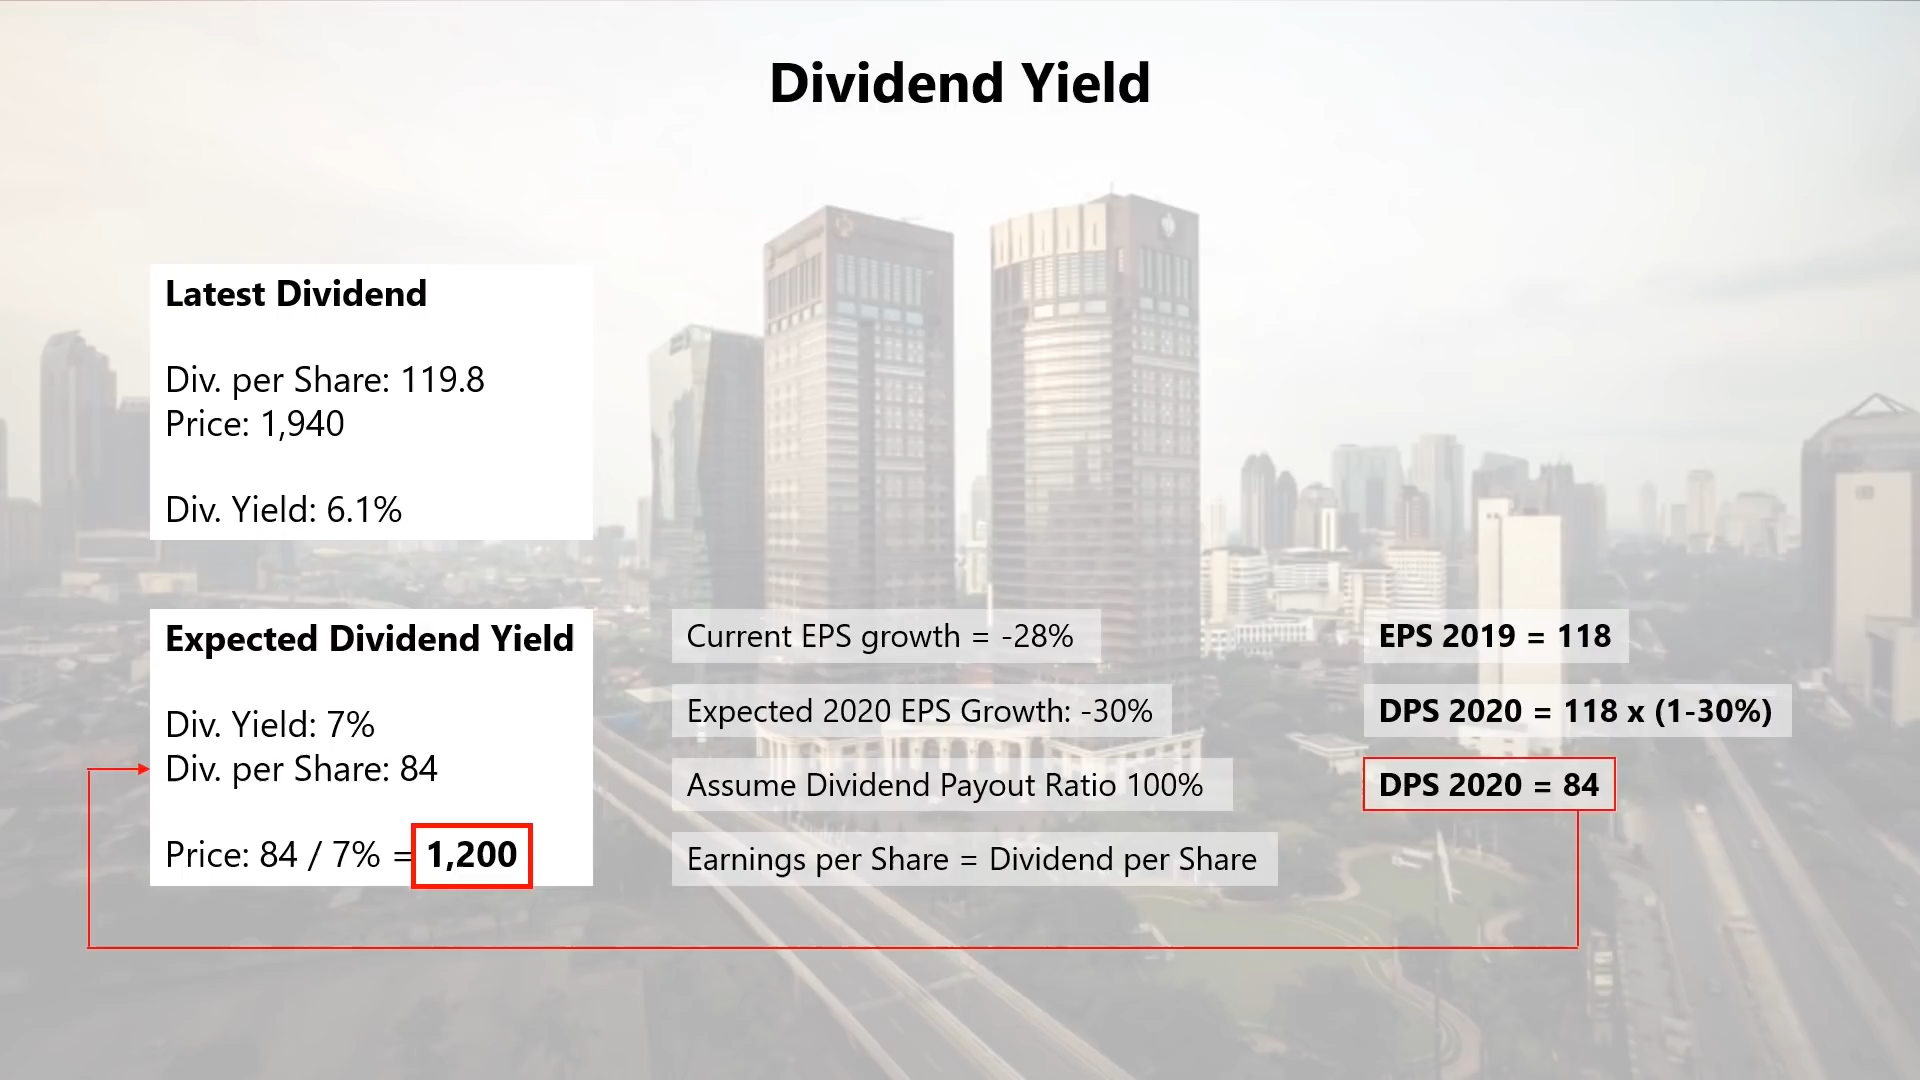 Dividend Yield
Latest Dividend
Div. per Share: 119.8
Price: 1,940
Div. Yield: 6.1%
Expected Dividend Yield
Div. Yield: 7%
Div. per Share: 84
Price: 84 / 7% = 1,200
Current EPS growth = -28%
Expected 2020 EPS Growth: -30%
Assume Dividend Payout Ratio 100%
Earnings per Share = Dividend per Share
EPS 2019 = 118
DPS 2020 = 118 x (1-30%)
DPS 2020 = 84